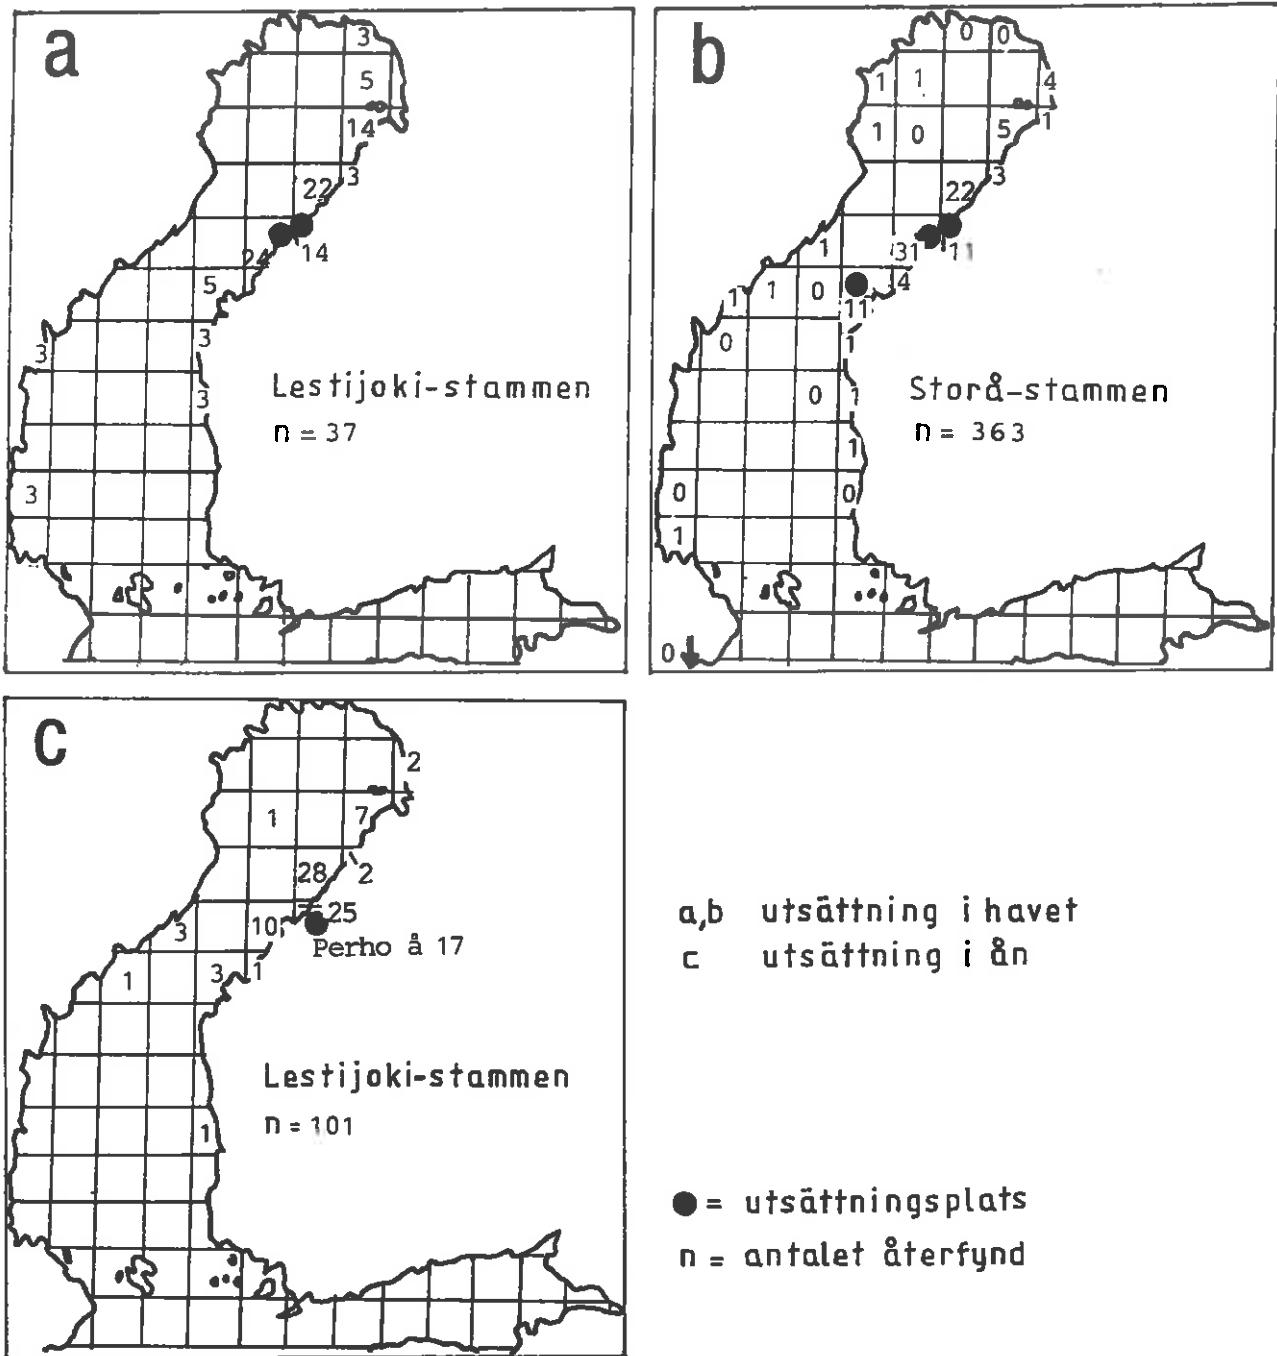 a
3
5
14
3
22
24
14
5
3
3
3
3
Lestijoki-stammen
n = 37
b
0 0
1 1 4
1 0 5 1
3
22
1 31 11
4
1 1 0
11
0 1
0 1
1
0 0
1
0
Storå-stammen
n = 363
c
2
1 7
28 2
25
3 10
Perho å 17
1 3 1
1
Lestijoki-stammen
n = 101
a,b utsättning i havet
c utsättning i ån
= utsättningsplats
n = antalet återfynd